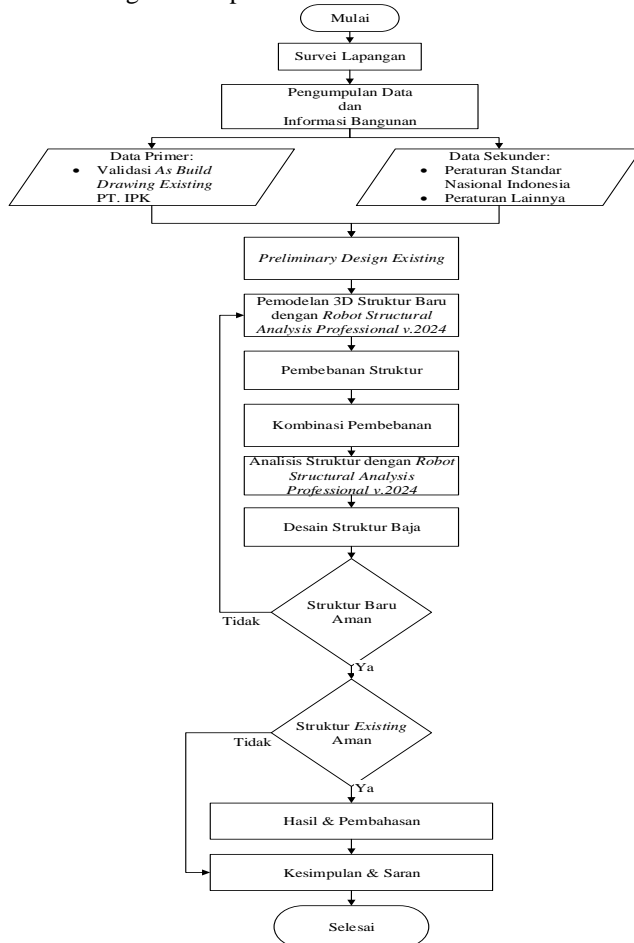 Mulai
Survei Lapangan
Pengumpulan Data
dan
Informasi Bangunan
Data Primer:
• Validasi As Build
Drawing Existing
PT. IPK
Data Sekunder:
• Peraturan Standar
Nasional Indonesia
• Peraturan Lainnya
Preliminary Design Existing
Pemodelan 3D Struktur Baru
dengan Robot Structural
Analysis Professional v.2024
Pembebanan Struktur
Kombinasi Pembebanan
Analisis Struktur dengan Robot
Structural Analysis
Professional v.2024
Desain Struktur Baja
Struktur Baru
Aman
Tidak
Ya
Struktur Existing
Aman
Tidak
Ya
Hasil & Pembahasan
Kesimpulan & Saran
Selesai